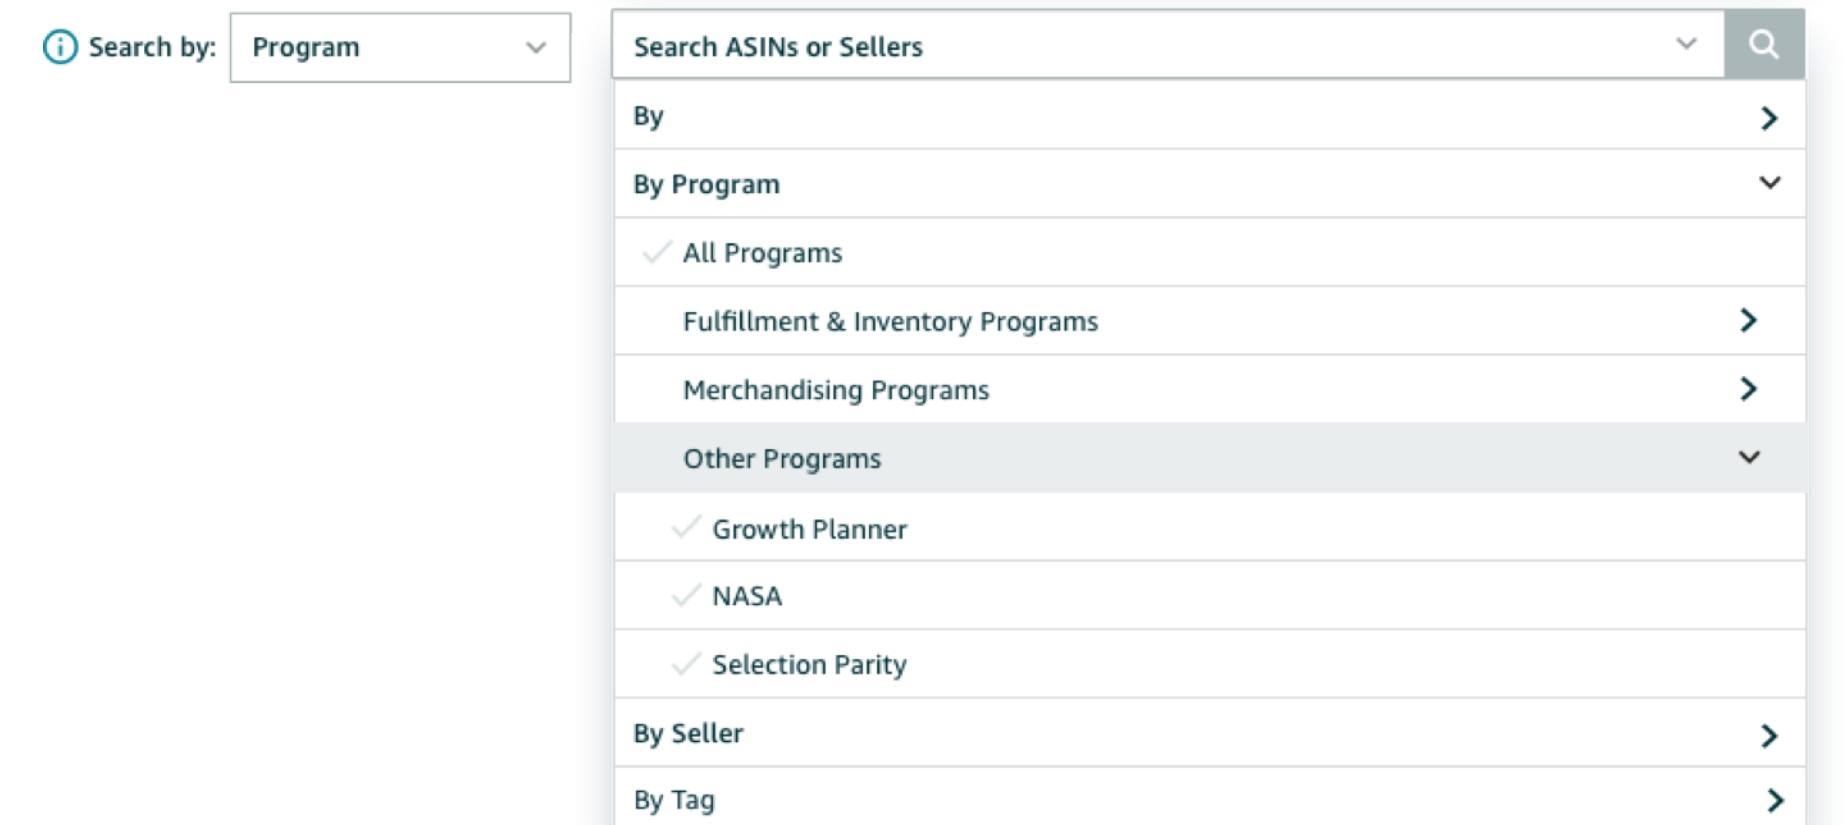 Search by: Program
Search ASINs or Sellers
By
By Program
All Programs
Fulfillment & Inventory Programs
Merchandising Programs
Other Programs
Growth Planner
NASA
Selection Parity
By Seller
By Tag